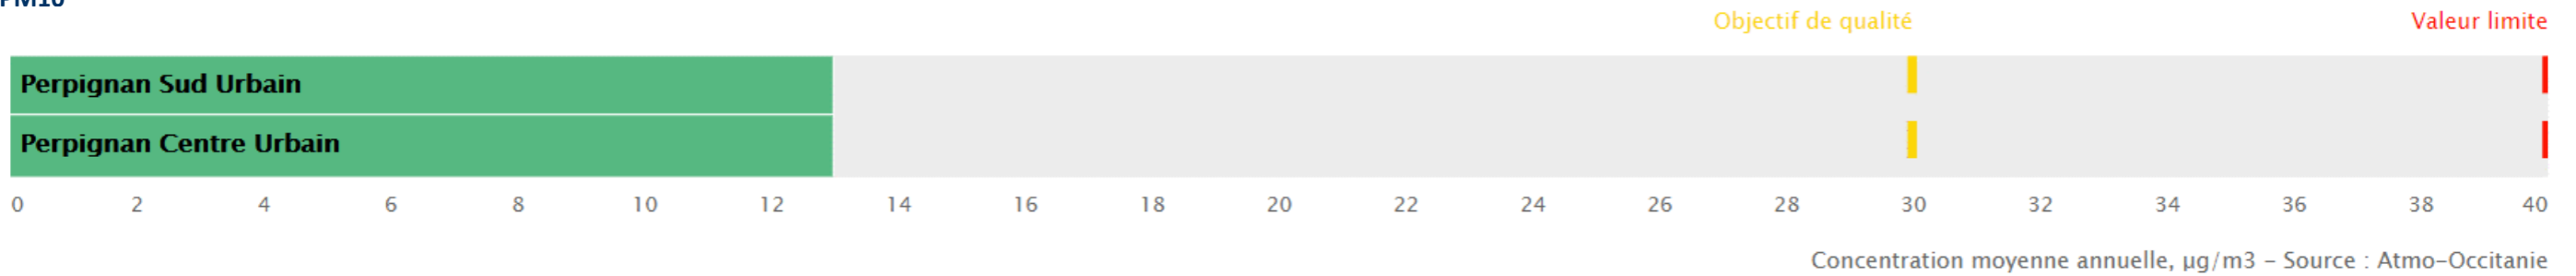 PM10
Objectif de qualité Valeur limite
Perpignan Sud Urbain
Perpignan Centre Urbain
0 2 4 6 8 10 12 14 16 18 20 22 24 26 28 30 32 34 36 38 40
Concentration moyenne annuelle, µg/m3 – Source : Atmo-Occitanie